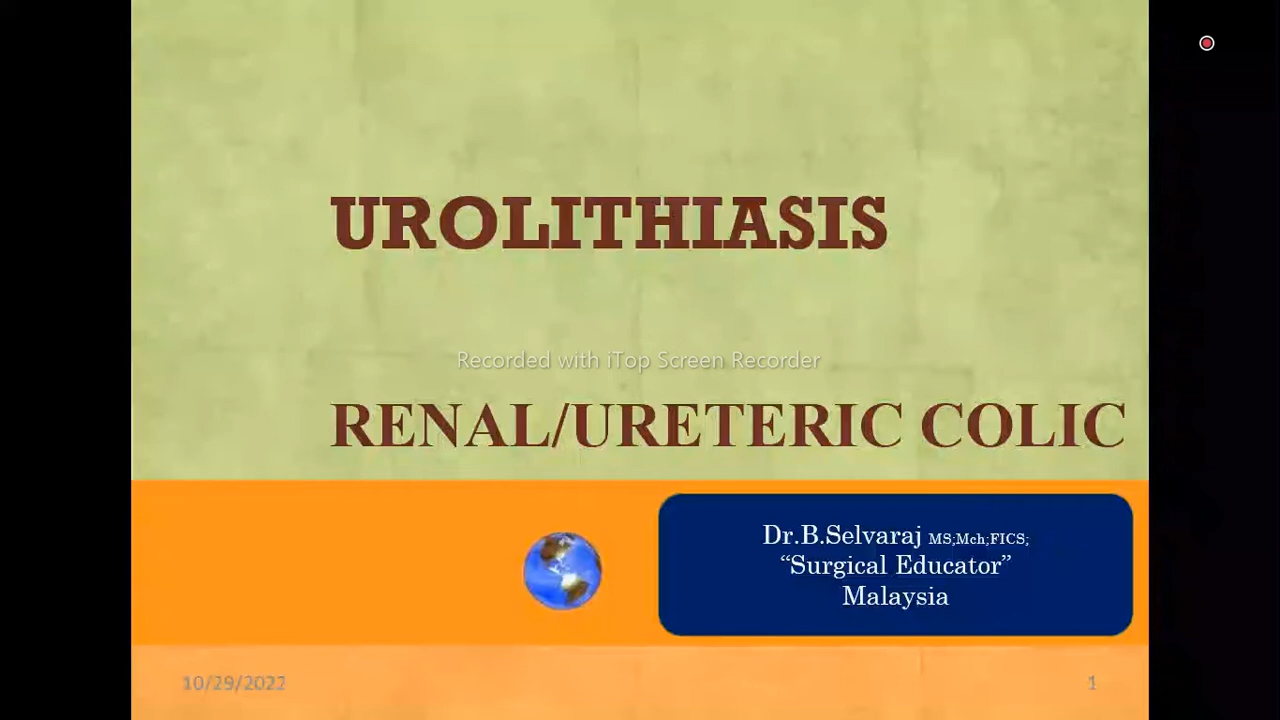 UROLITHIASIS
Recorded with iTop Screen Recorder
RENAL/URETERIC COLIC
Dr.B.Selvaraj MS;Mch;FICS;
“Surgical Educator”
Malaysia
10/29/2022
1